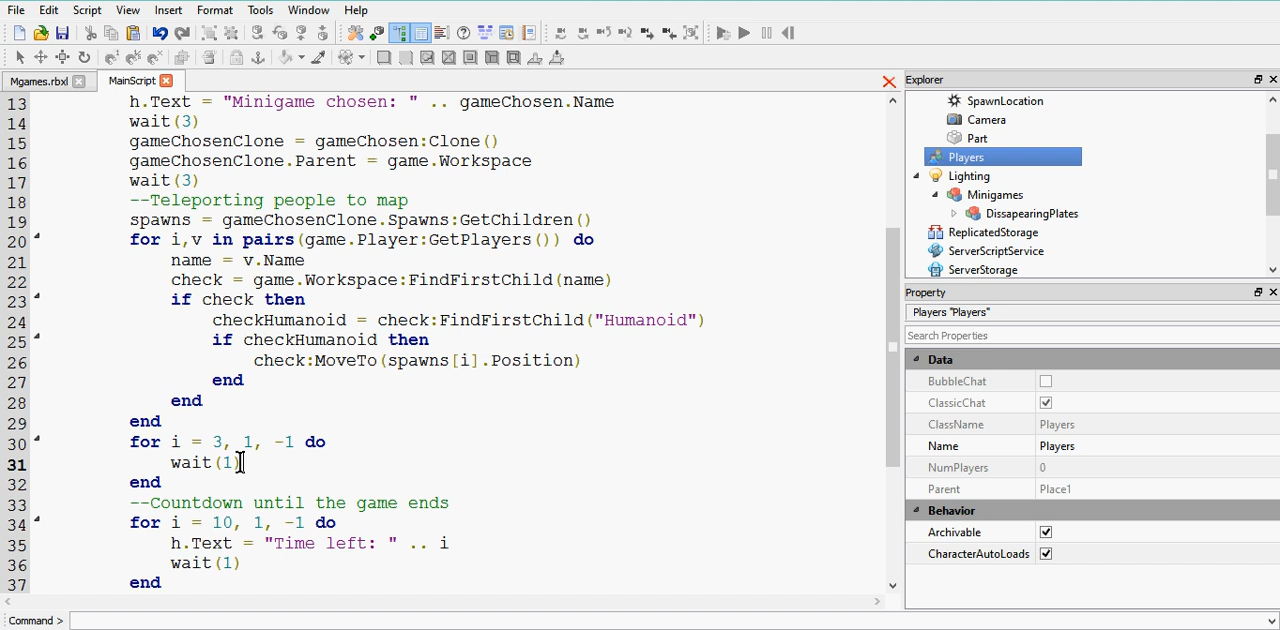 File Edit Script View Insert Format Tools Window Help
Mgames.rbxl MainScript
13 h.Text = "Minigame chosen: " .. gameChosen.Name
14 wait(3)
15 gameChosenClone = gameChosen:Clone()
16 gameChosenClone.Parent = game.Workspace
17 wait(3)
18 --Teleporting people to map
19 spawns = gameChosenClone.Spawns:GetChildren()
20 for i,v in pairs(game.Player:GetPlayers()) do
21 name = v.Name
22 check = game.Workspace:FindFirstChild(name)
23 if check then
24 checkHumanoid = check:FindFirstChild("Humanoid")
25 if checkHumanoid then
26 check:MoveTo(spawns[i].Position)
27 end
28 end
29 end
30 for i = 3, 1, -1 do
31 wait(1)
32 end
33 --Countdown until the game ends
34 for i = 10, 1, -1 do
35 h.Text = "Time left: " .. i
36 wait(1)
37 end
Explorer
SpawnLocation
Camera
Part
Players
Lighting
Minigames
DissapearingPlates
ReplicatedStorage
ServerScriptService
ServerStorage
Property
Players "Players"
Search Properties
Data
BubbleChat
ClassicChat
ClassName Players
Name Players
NumPlayers 0
Parent Place1
Behavior
Archivable
CharacterAutoLoads
Command >